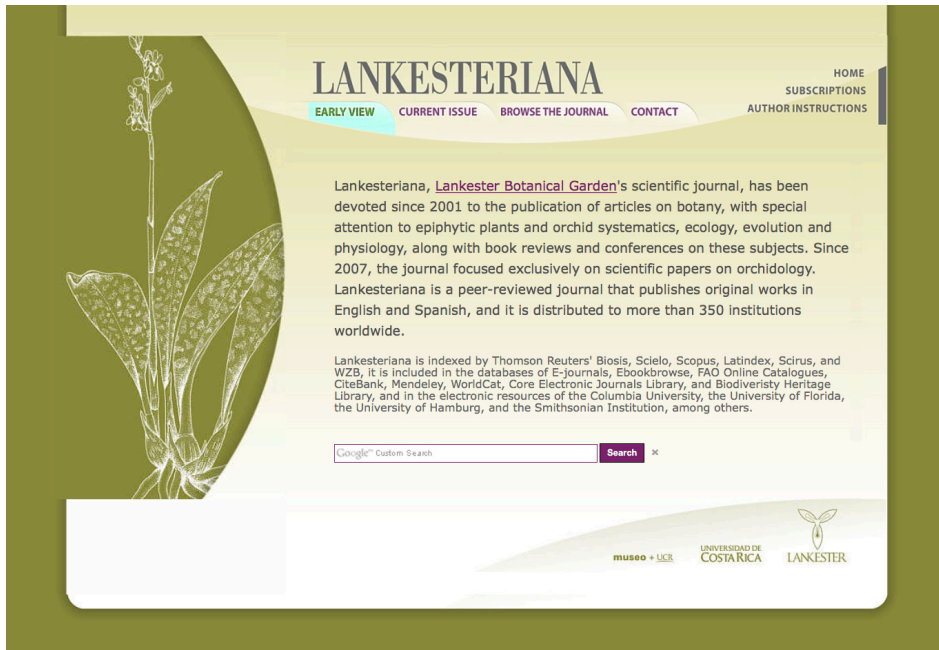 LANKESTERIANA
HOME
SUBSCRIPTIONS
AUTHOR INSTRUCTIONS
EARLY VIEW CURRENT ISSUE BROWSE THE JOURNAL CONTACT
Lankesteriana, Lankester Botanical Garden's scientific journal, has been
devoted since 2001 to the publication of articles on botany, with special
attention to epiphytic plants and orchid systematics, ecology, evolution and
physiology, along with book reviews and conferences on these subjects. Since
2007, the journal focused exclusively on scientific papers on orchidology.
Lankesteriana is a peer-reviewed journal that publishes original works in
English and Spanish, and it is distributed to more than 350 institutions
worldwide.
Lankesteriana is indexed by Thomson Reuters' Biosis, Scielo, Scopus, Latindex, Scirus, and
WZB, it is included in the databases of E-journals, Ebookbrowse, FAO Online Catalogues,
CiteBank, Mendeley, WorldCat, Core Electronic Journals Library, and Biodiveristy Heritage
Library, and in the electronic resources of the Columbia University, the University of Florida,
the University of Hamburg, and the Smithsonian Institution, among others.
Google™ Custom Search Search ×
museo + UCR
UNIVERSIDAD DE
COSTA RICA
LANKESTER